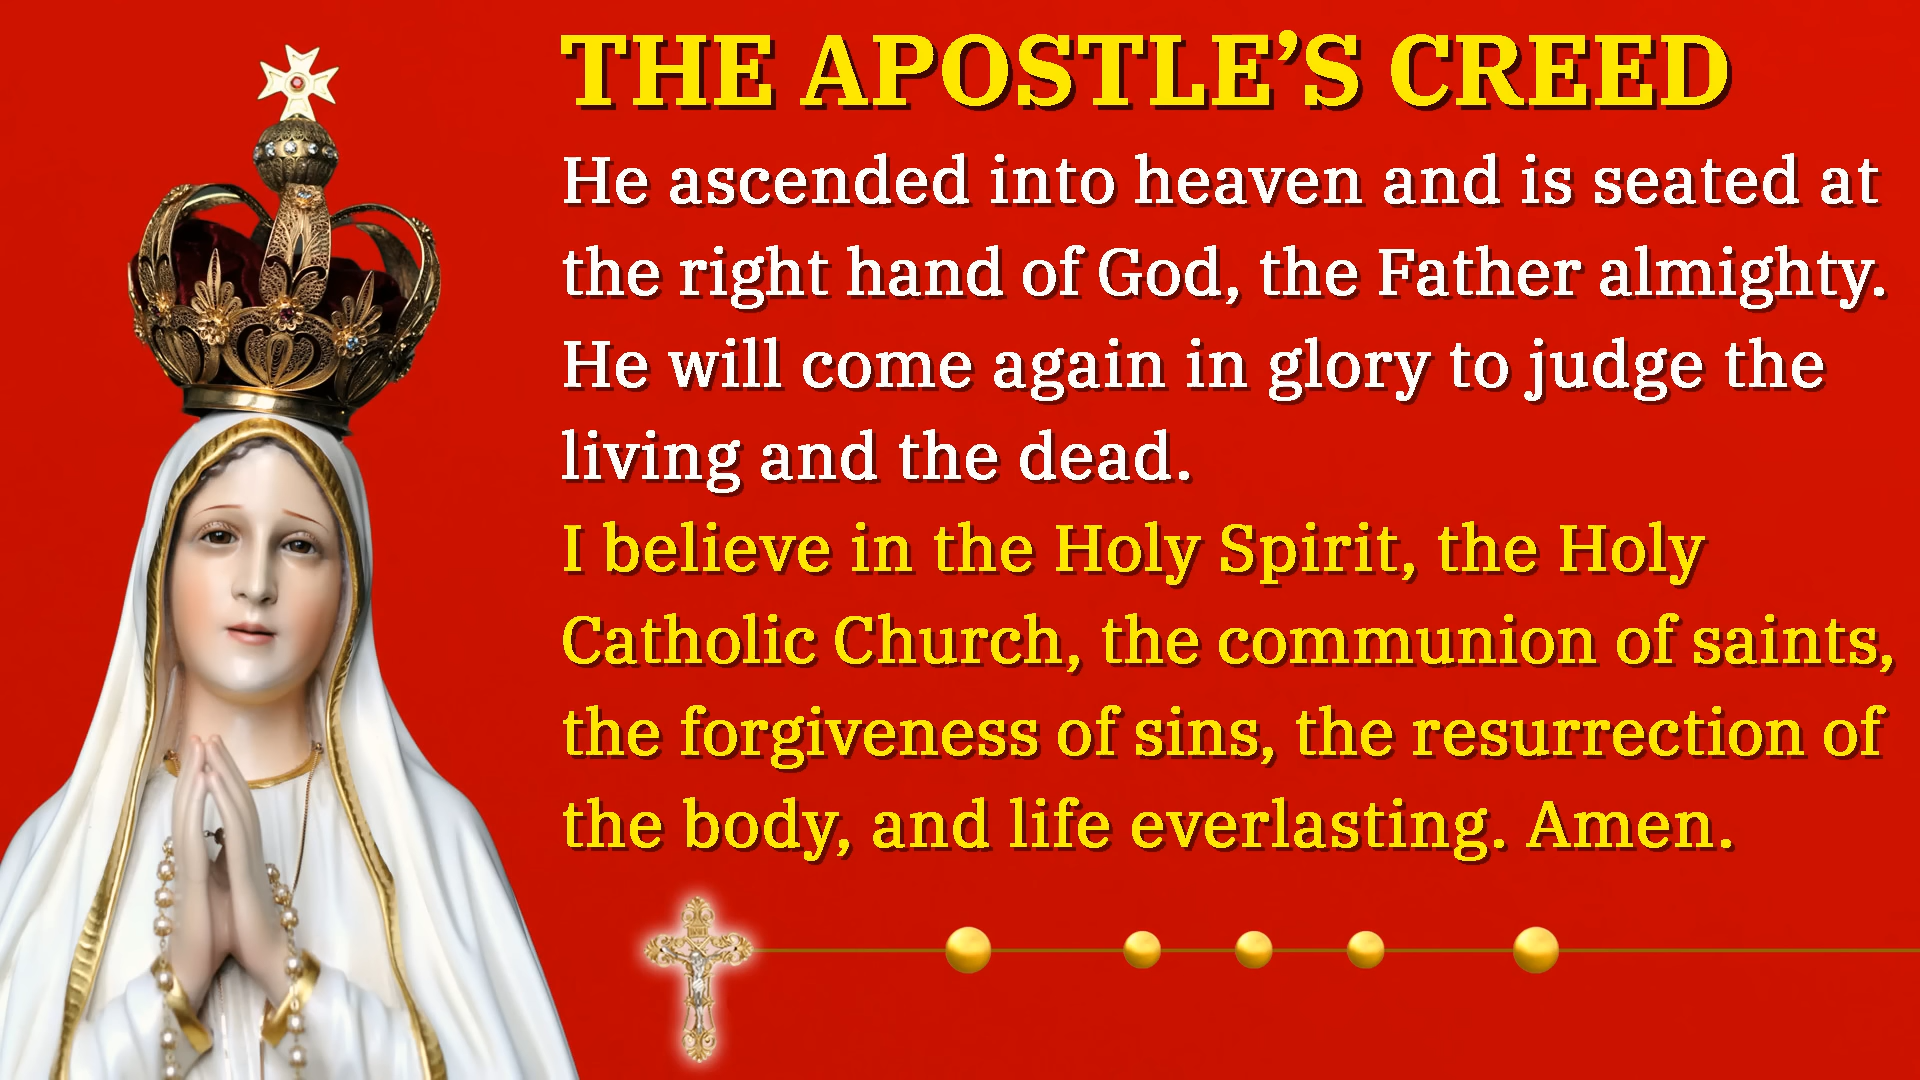 THE APOSTLE’S CREED
He ascended into heaven and is seated at
the right hand of God, the Father almighty.
He will come again in glory to judge the
living and the dead.
I believe in the Holy Spirit, the Holy
Catholic Church, the communion of saints,
the forgiveness of sins, the resurrection of
the body, and life everlasting. Amen.